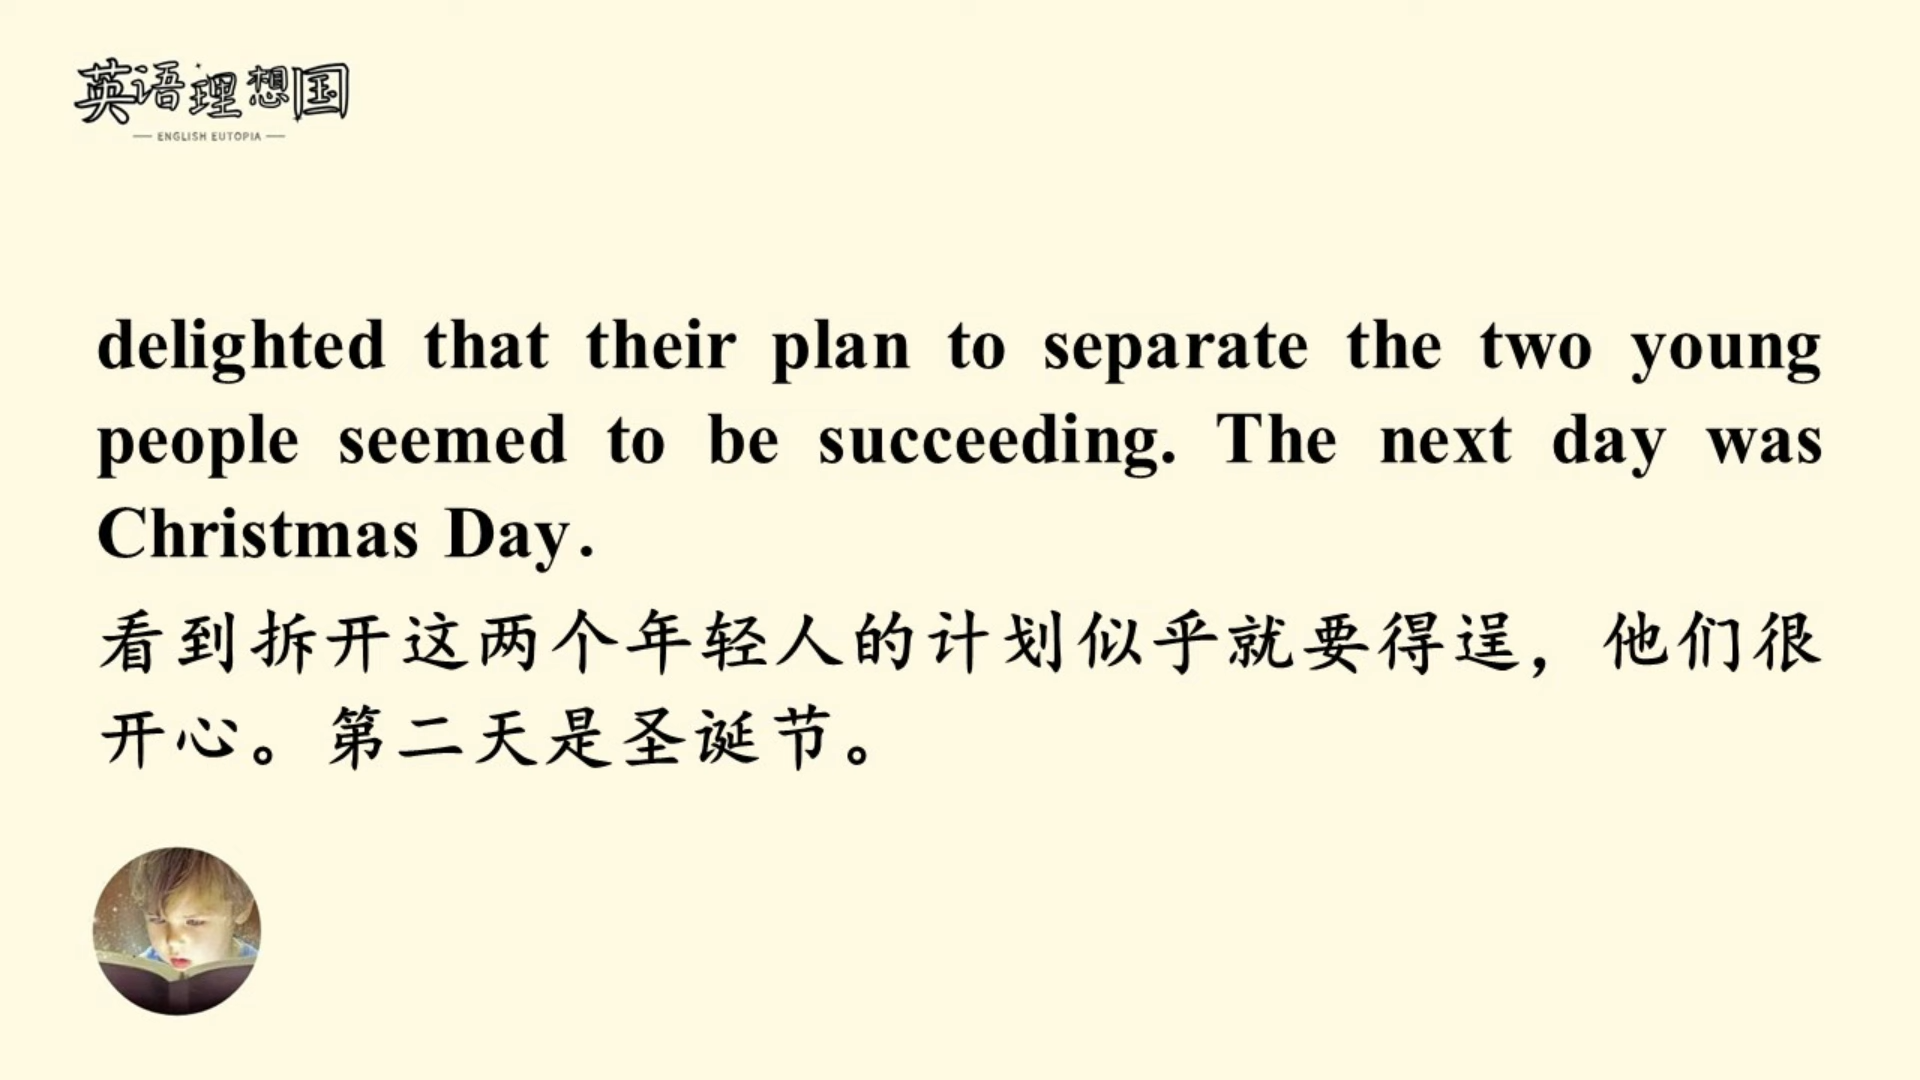 英语理想国
ENGLISH EUTOPIA
delighted that their plan to separate the two young
people seemed to be succeeding. The next day was
Christmas Day.
看到拆开这两个年轻人的计划似乎就要得逞，他们很
开心。第二天是圣诞节。